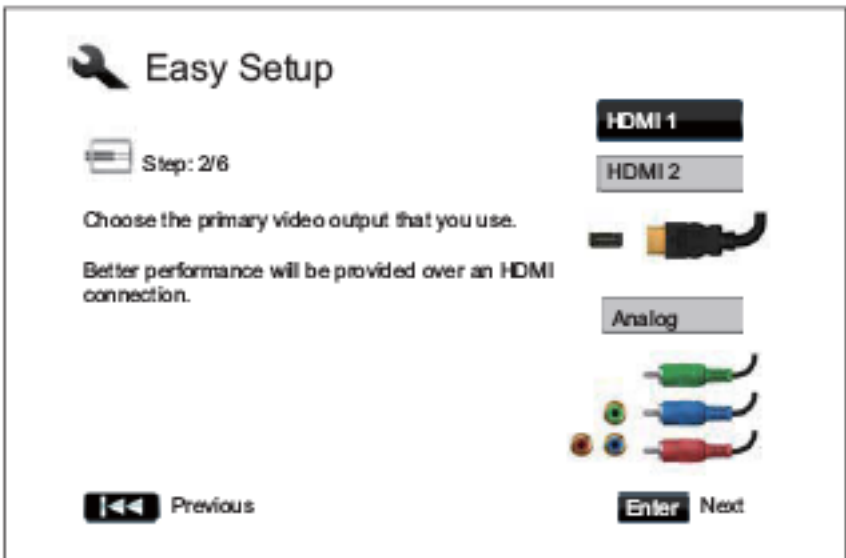 Easy Setup
HDMI 1
Step: 2/6
HDMI 2
Choose the primary video output that you use.
Better performance will be provided over an HDMI
connection.
Analog
Previous
Enter Next